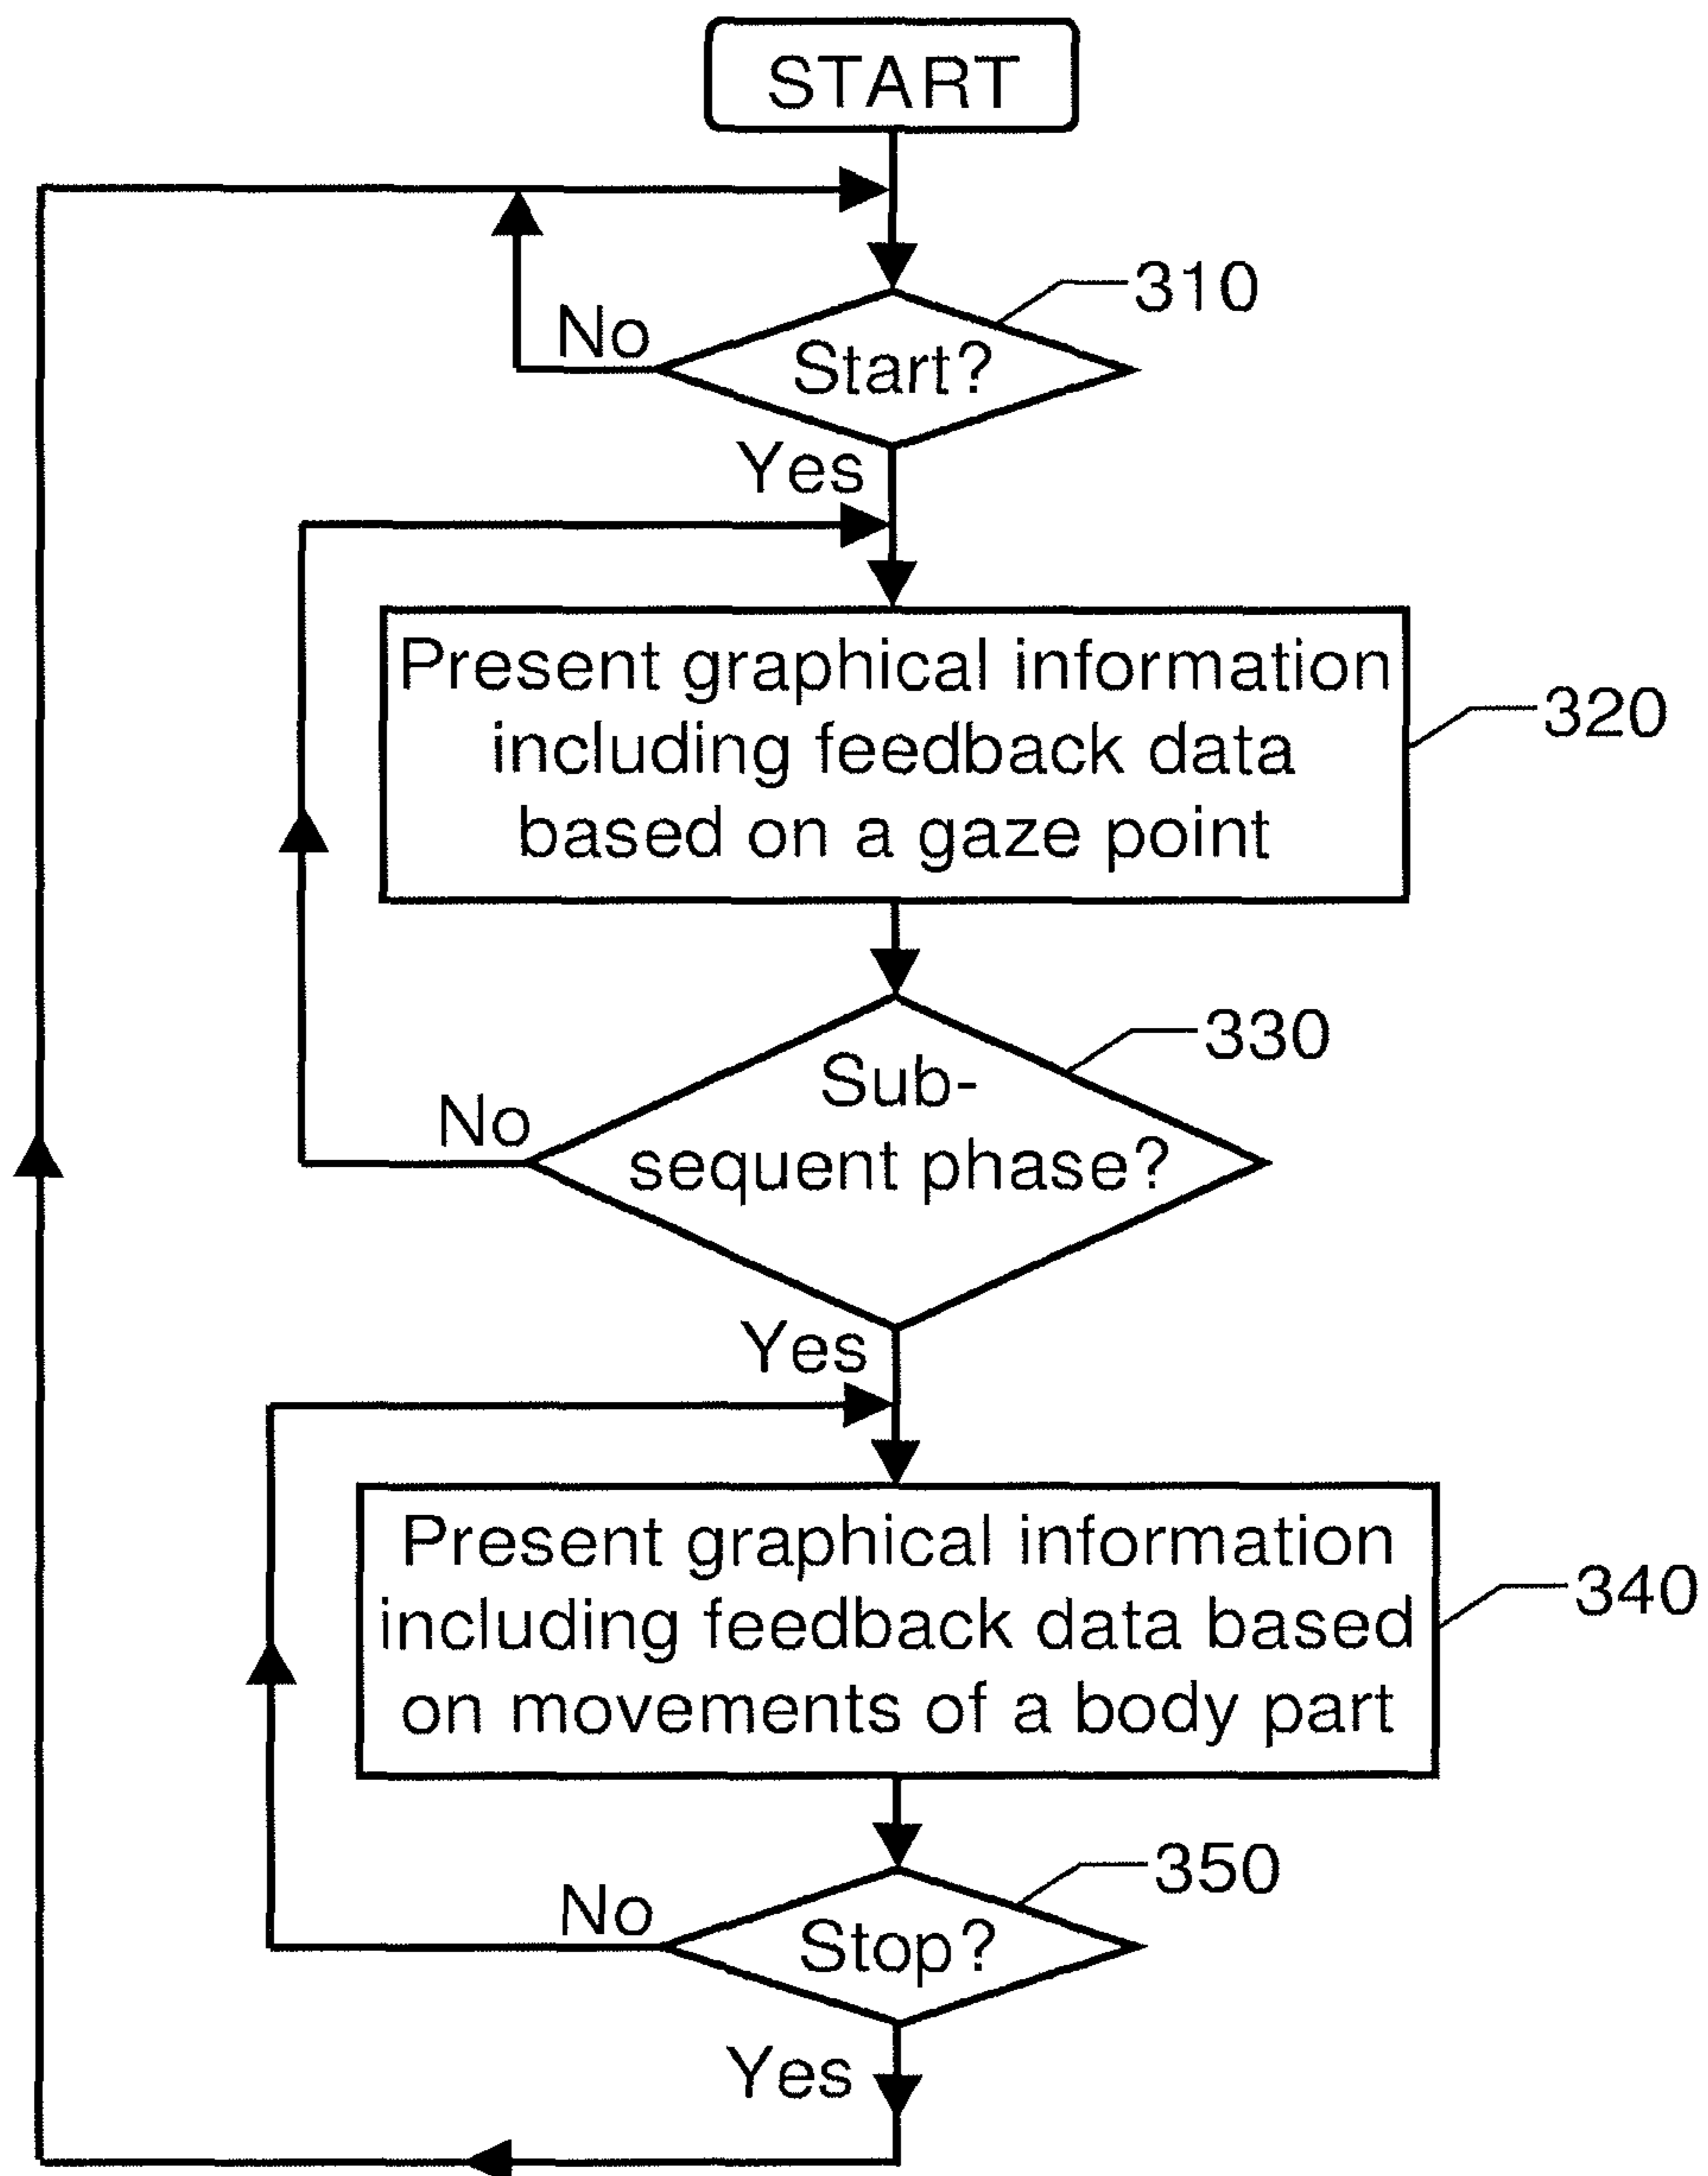 START
310
No
Start?
Yes
Present graphical information
including feedback data
based on a gaze point
320
330
Sub-
sequent phase?
No
Yes
Present graphical information
including feedback data based
on movements of a body part
340
350
No
Stop?
Yes